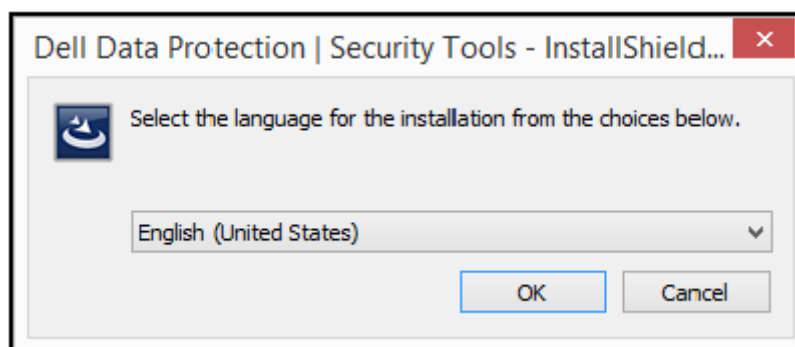 Dell Data Protection | Security Tools - InstallShield...
Select the language for the installation from the choices below.
English (United States)
OK
Cancel